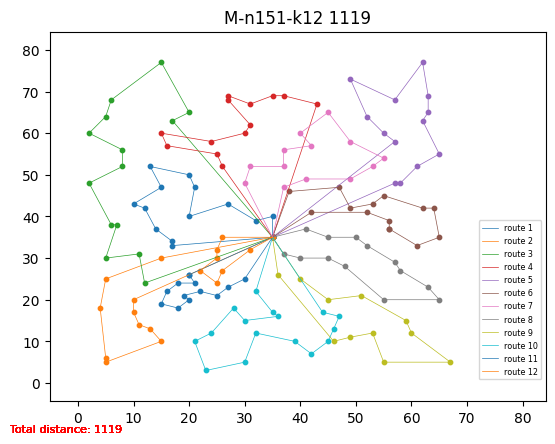 M-n151-k12 1119
80
70
60
50
40
30
20
10
0
0 10 20 30 40 50 60 70 80
route 1
route 2
route 3
route 4
route 5
route 6
route 7
route 8
route 9
route 10
route 11
route 12
Total distance: 1119